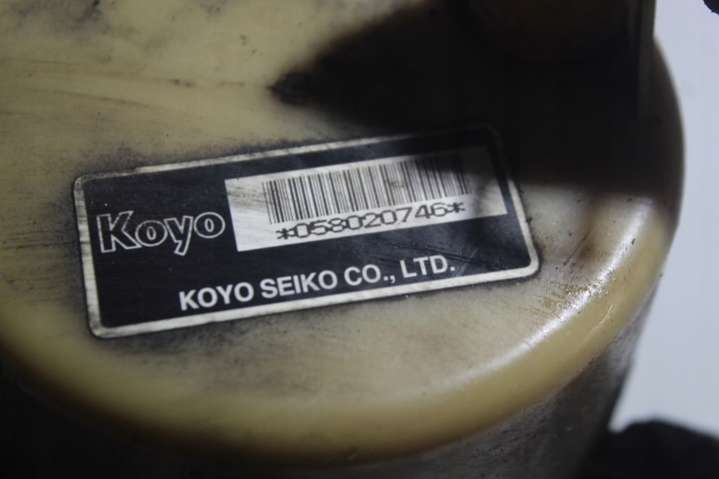 *058020746*
Koyo
KOYO SEIKO CO., LTD.